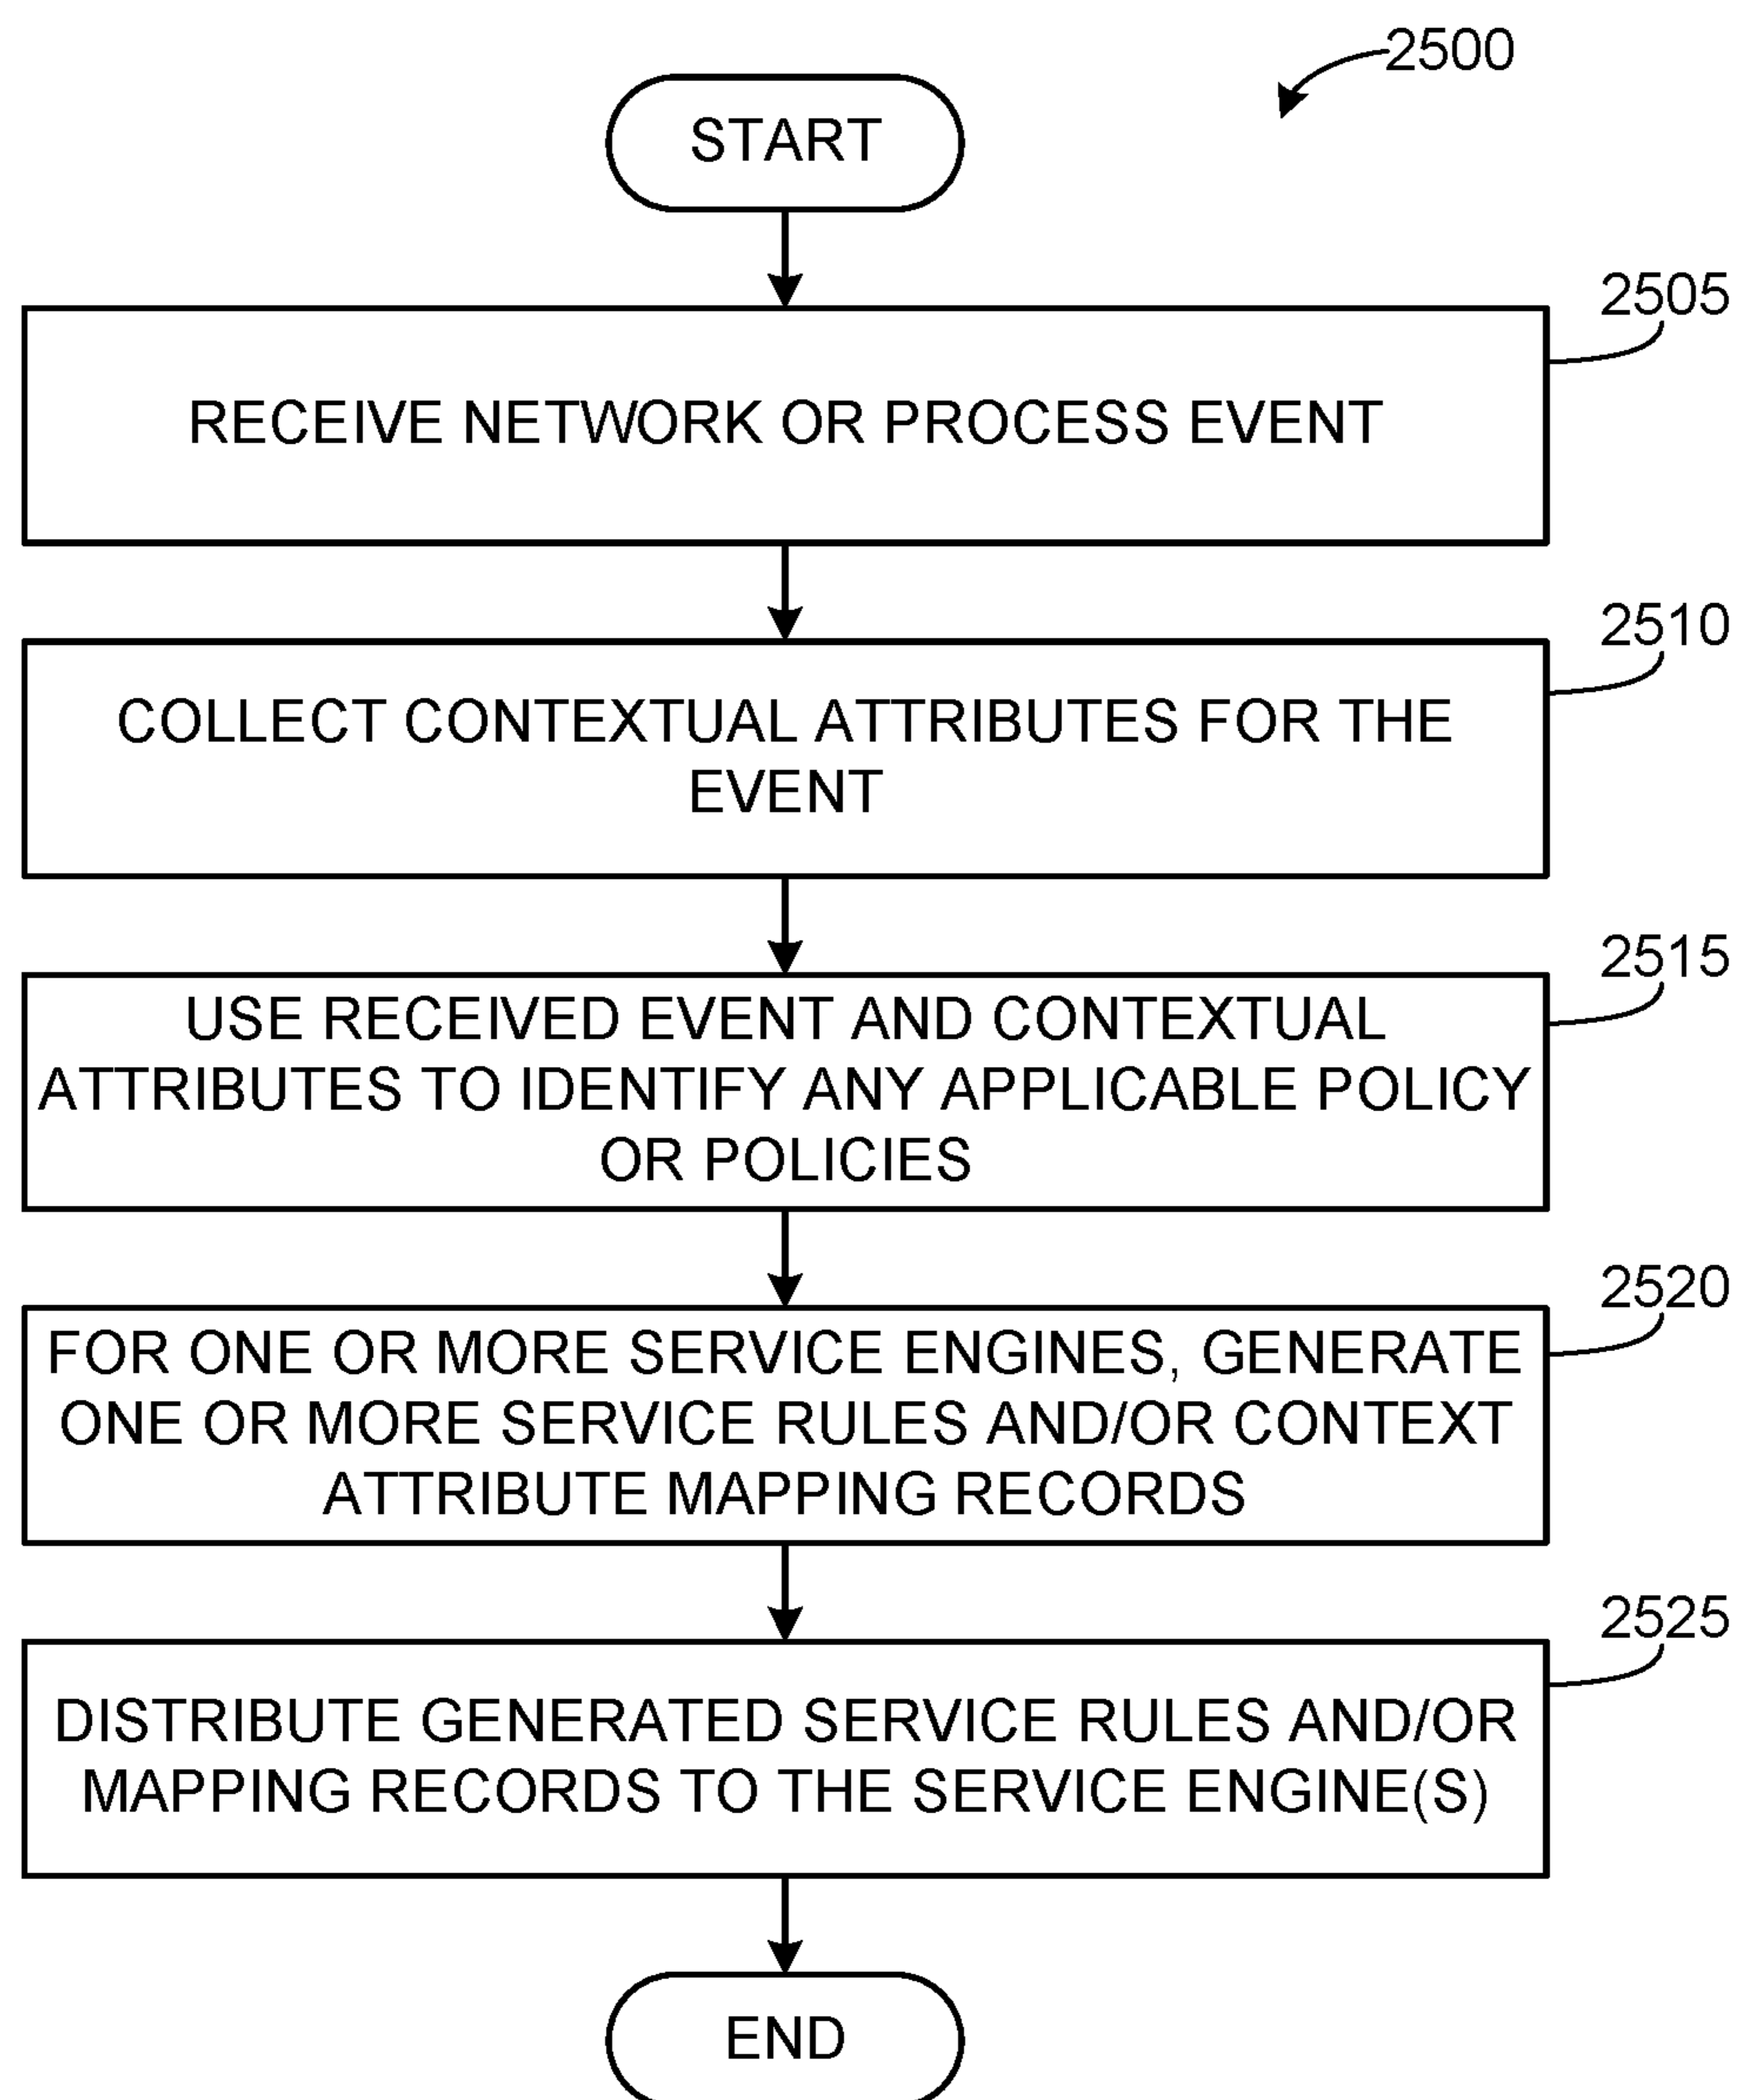 2500
START
2505
RECEIVE NETWORK OR PROCESS EVENT
2510
COLLECT CONTEXTUAL ATTRIBUTES FOR THE
EVENT
2515
USE RECEIVED EVENT AND CONTEXTUAL
ATTRIBUTES TO IDENTIFY ANY APPLICABLE POLICY
OR POLICIES
2520
FOR ONE OR MORE SERVICE ENGINES, GENERATE
ONE OR MORE SERVICE RULES AND/OR CONTEXT
ATTRIBUTE MAPPING RECORDS
2525
DISTRIBUTE GENERATED SERVICE RULES AND/OR
MAPPING RECORDS TO THE SERVICE ENGINE(S)
END